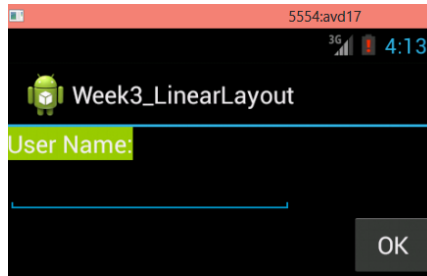 5554:avd17
3G 4:13
Week3_LinearLayout
User Name:
OK